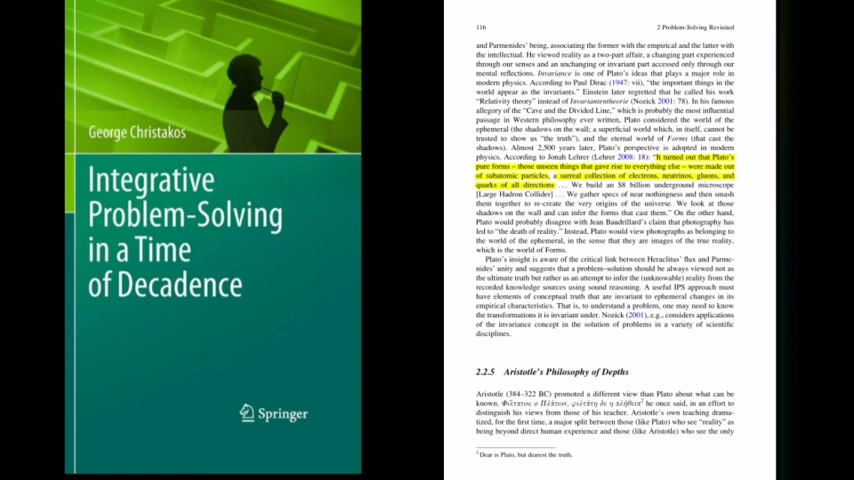 George Christakos
Integrative
Problem-Solving
in a Time
of Decadence
Springer
116 2 Problem-Solving Revisited
and Parmenides' being, associating the former with the empirical and the latter with
the intellectual. He viewed reality as a two-part affair, a changing part experienced
through our senses and an unchanging or invariant part accessed only through our
mental reflections. Invariance is one of Plato's ideas that plays a major role in
modern physics. According to Paul Dirac (1947: vii), “the important things in the
world appear as the invariants.” Einstein later regretted that he called his work
“Relativity theory” instead of Invariantentheorie (Nozick 2001: 78). In his famous
allegory of the “Cave and the Divided Line,” which is probably the most influential
passage in Western philosophy ever written, Plato considered the world of the
ephemeral (the shadows on the wall; a superficial world which, in itself, cannot be
trusted to show us “the truth”), and the eternal world of Forms (that cast the
shadows). Almost 2,500 years later, Plato's perspective is adopted in modern
physics. According to Jonah Lehrer (Lehrer 2008: 18): “It turned out that Plato's
pure forms – those unseen things that gave rise to everything else – were made out
of subatomic particles, a surreal collection of electrons, neutrinos, gluons, and
quarks of all directions ... We build an $8 billion underground microscope
[Large Hadron Collider] ... We gather specs of near nothingness and then smash
them together to re-create the very origins of the universe. We look at those
shadows on the wall and can infer the forms that cast them.” On the other hand,
Plato would probably disagree with Jean Baudrillard's claim that photography has
led to “the death of reality.” Instead, Plato would view photographs as belonging to
the world of the ephemeral, in the sense that they are images of the true reality,
which is the world of Forms.
Plato's insight is aware of the critical link between Heraclitus' flux and Parme-
nides' unity and suggests that a problem–solution should be always viewed not as
the ultimate truth but rather as an attempt to infer the (unknowable) reality from the
recorded knowledge sources using sound reasoning. A useful IPS approach must
have elements of conceptual truth that are invariant to ephemeral changes in its
empirical characteristics. That is, to understand a problem, one may need to know
the transformations it is invariant under. Nozick (2001), e.g., considers applications
of the invariance concept in the solution of problems in a variety of scientific
disciplines.
2.2.5 Aristotle's Philosophy of Depths
Aristotle (384–322 BC) promoted a different view than Plato about what can be
known. Φίλτατος ο Πλάτων, φιλτάτη δε η αλήθεια2 he once said, in an effort to
distinguish his views from those of his teacher. Aristotle's own teaching drama-
tized, for the first time, a major split between those (like Plato) who see “reality” as
being beyond direct human experience and those (like Aristotle) who see the only
2 Dear is Plato, but dearest the truth.